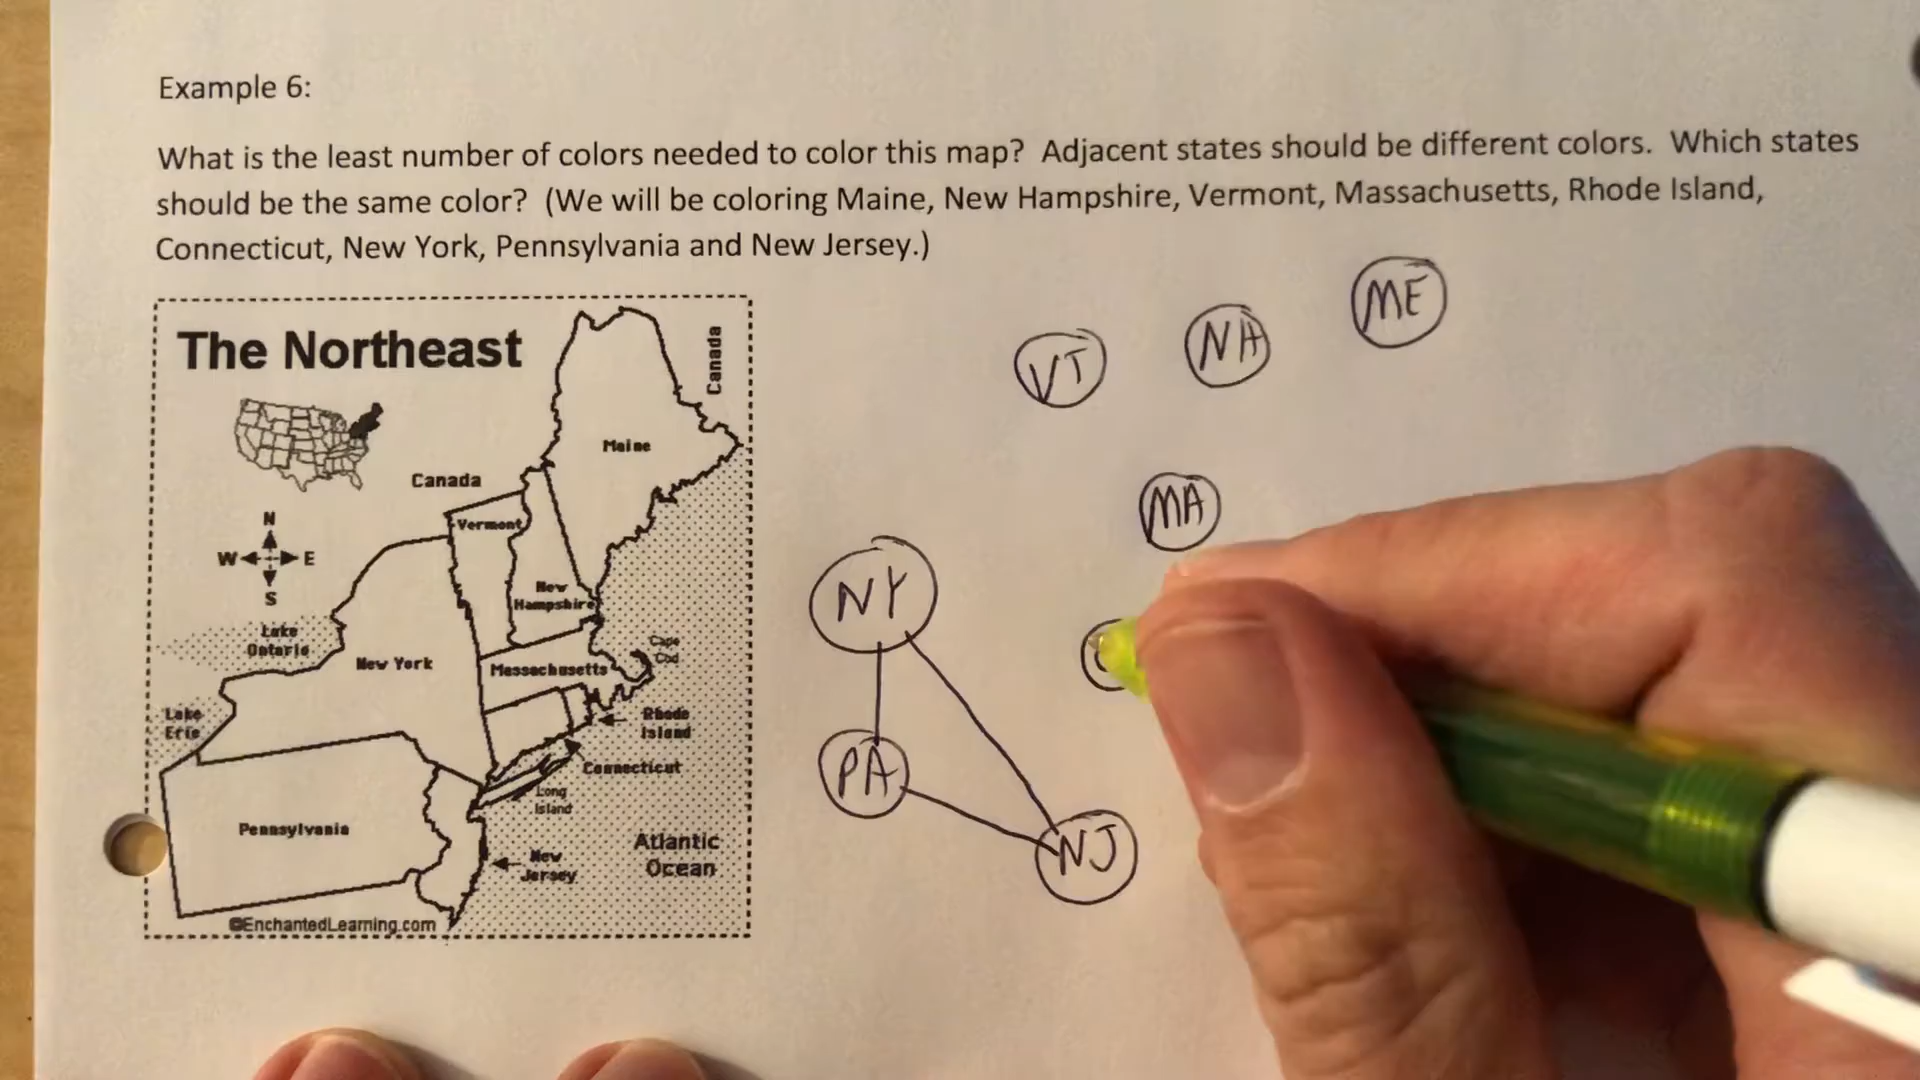 Example 6:
What is the least number of colors needed to color this map? Adjacent states should be different colors. Which states
should be the same color? (We will be coloring Maine, New Hampshire, Vermont, Massachusetts, Rhode Island,
Connecticut, New York, Pennsylvania and New Jersey.)
The Northeast
Canada
Maine
Canada
Vermont
N
W E
S
New
Hampshire
Lake
Ontario
New York
Massachusetts
Cape
Cod
Lake
Erie
Rhode
Island
Connecticut
Long
Island
Pennsylvania
New
Jersey
Atlantic
Ocean
©EnchantedLearning.com
ME
VT
NH
MA
NY
PA
NJ